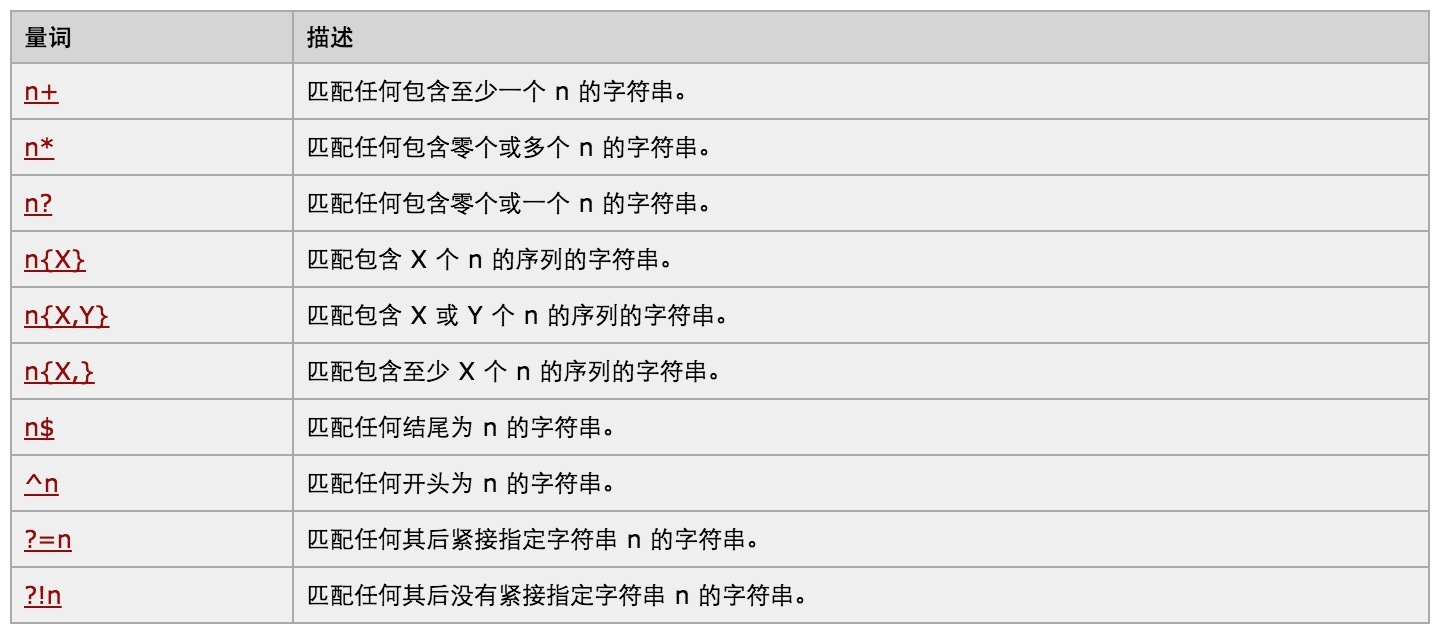 量词 描述
n+ 匹配任何包含至少一个 n 的字符串。
n* 匹配任何包含零个或多个 n 的字符串。
n? 匹配任何包含零个或一个 n 的字符串。
n{X} 匹配包含 X 个 n 的序列的字符串。
n{X,Y} 匹配包含 X 或 Y 个 n 的序列的字符串。
n{X,} 匹配包含至少 X 个 n 的序列的字符串。
n$ 匹配任何结尾为 n 的字符串。
^n 匹配任何开头为 n 的字符串。
?=n 匹配任何其后紧接指定字符串 n 的字符串。
?!n 匹配任何其后没有紧接指定字符串 n 的字符串。